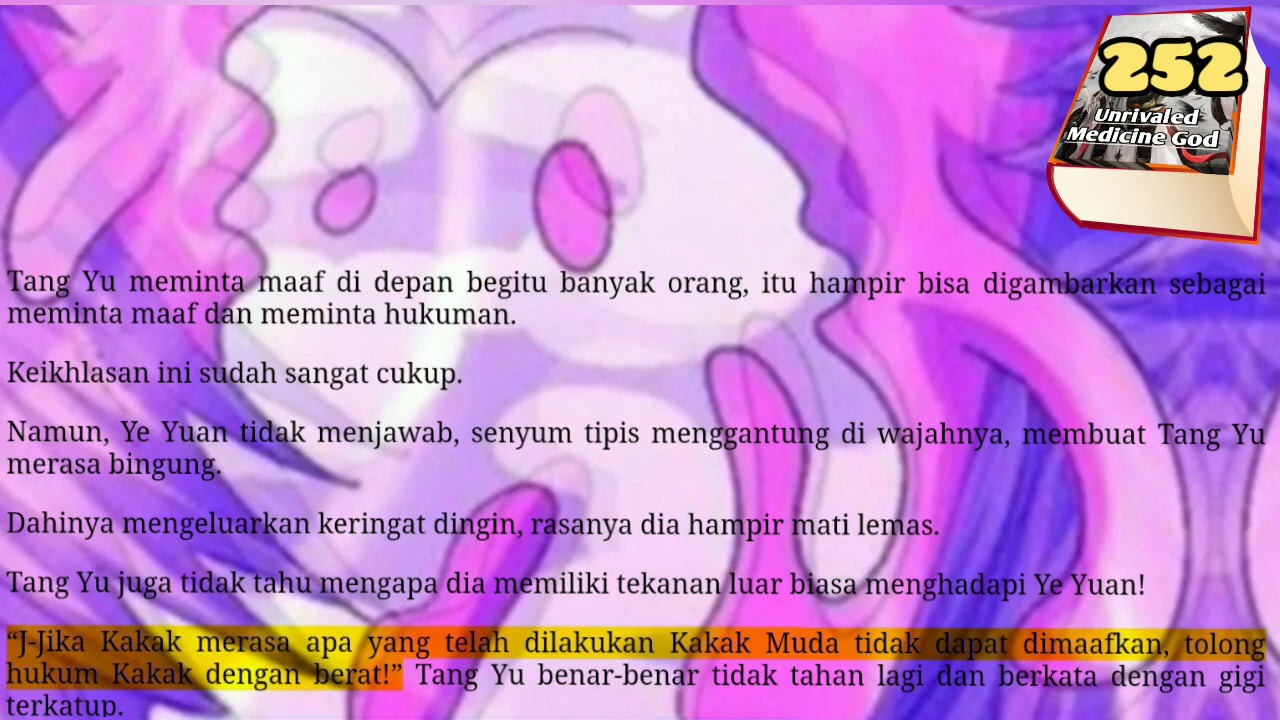 252
Unrivaled
Medicine God
Tang Yu meminta maaf di depan begitu banyak orang, itu hampir bisa digambarkan sebagai
meminta maaf dan meminta hukuman.
Keikhlasan ini sudah sangat cukup.
Namun, Ye Yuan tidak menjawab, senyum tipis menggantung di wajahnya, membuat Tang Yu
merasa bingung.
Dahinya mengeluarkan keringat dingin, rasanya dia hampir mati lemas.
Tang Yu juga tidak tahu mengapa dia memiliki tekanan luar biasa menghadapi Ye Yuan!
“J-Jika Kakak merasa apa yang telah dilakukan Kakak Muda tidak dapat dimaafkan, tolong
hukum Kakak dengan berat!” Tang Yu benar-benar tidak tahan lagi dan berkata dengan gigi
terkatup.